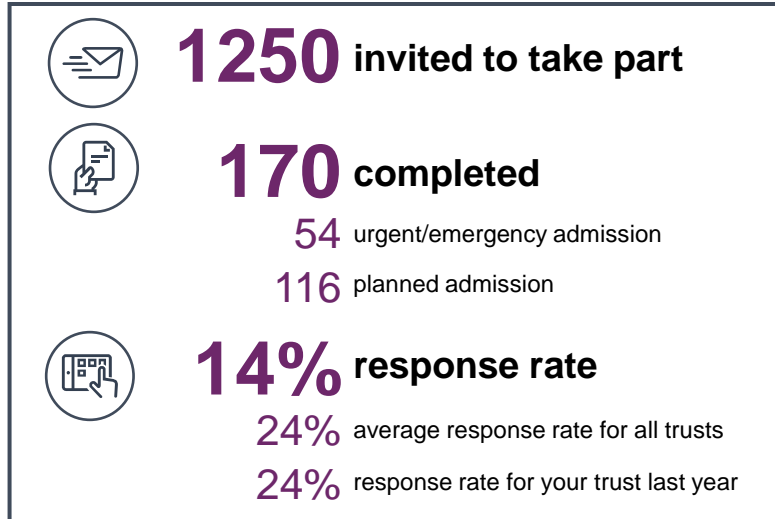 1250 invited to take part
170 completed
54 urgent/emergency admission
116 planned admission
14% response rate
24% average response rate for all trusts
24% response rate for your trust last year